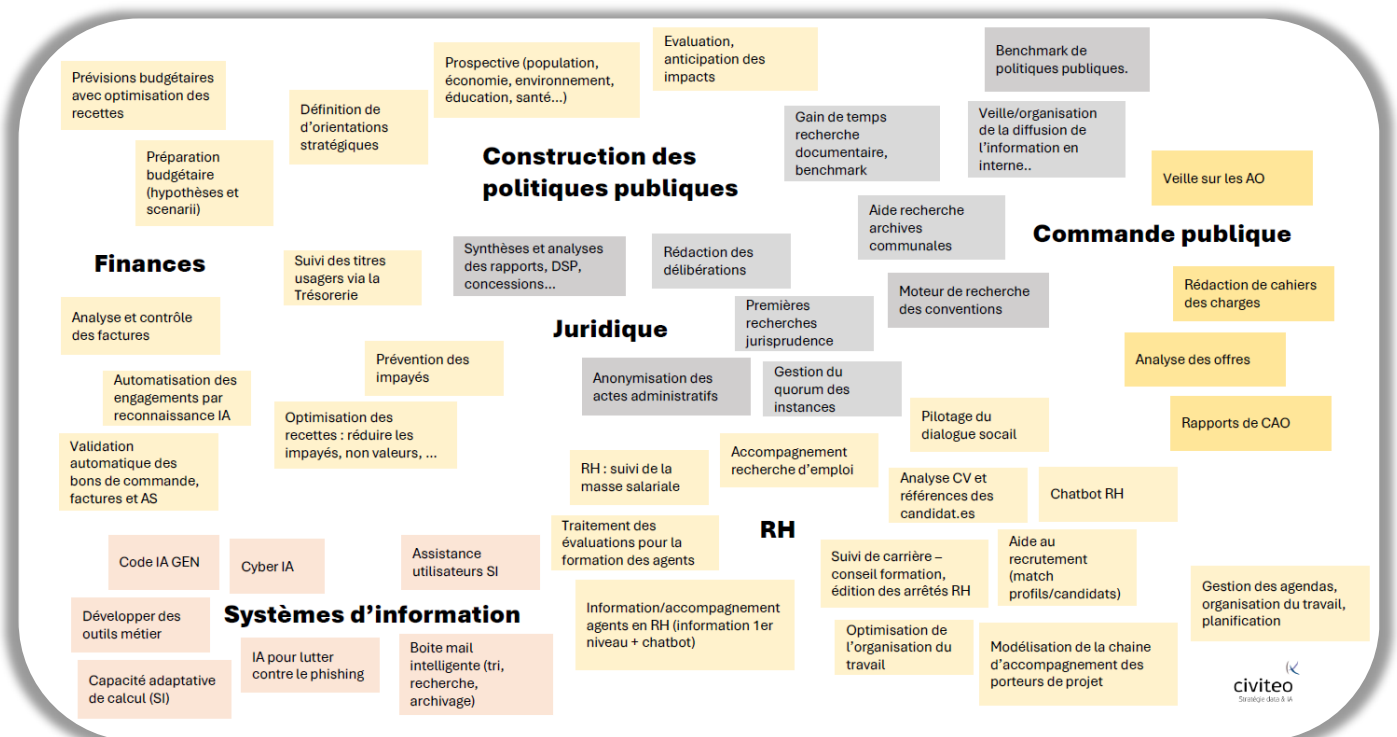 Prévisions budgétaires
avec optimisation des
recettes
Préparation
budgétaire
(hypothèses et
scenarii)
Définition de
d'orientations
stratégiques
Prospective (population,
économie, environnement,
éducation, santé...)
Evaluation,
anticipation des
impacts
Construction des
politiques publiques
Gain de temps
recherche
documentaire,
benchmark
Benchmark de
politiques publiques.
Veille/organisation
de la diffusion de
l'information en
interne..
Aide recherche
archives
communales
Veille sur les AO
Commande publique
Rédaction de cahiers
des charges
Analyse des offres
Rapports de CAO
Finances
Suivi des titres
usagers via la
Trésorerie
Analyse et contrôle
des factures
Prévention des
impayés
Automatisation des
engagements par
reconnaissance IA
Optimisation des
recettes : réduire les
impayés, non valeurs, ...
Validation
automatique des
bons de commande,
factures et AS
Synthèses et analyses
des rapports, DSP,
concessions...
Rédaction des
délibérations
Moteur de recherche
des conventions
Juridique
Premières
recherches
jurisprudence
Anonymisation des
actes administratifs
Gestion du
quorum des
instances
Pilotage du
dialogue socail
RH : suivi de la
masse salariale
Accompagnement
recherche d'emploi
Analyse CV et
références des
candidat.es
Chatbot RH
RH
Traitement des
évaluations pour la
formation des agents
Suivi de carrière –
conseil formation,
édition des arrêtés RH
Aide au
recrutement
(match
profils/candidats)
Information/accompagnement
agents en RH (information 1er
niveau + chatbot)
Optimisation de
l'organisation du
travail
Modélisation de la chaine
d'accompagnement des
porteurs de projet
Gestion des agendas,
organisation du travail,
planification
Code IA GEN
Cyber IA
Assistance
utilisateurs SI
Systèmes d'information
Développer des
outils métier
Capacité adaptative
de calcul (SI)
IA pour lutter
contre le phishing
Boite mail
intelligente (tri,
recherche,
archivage)
civiteo
Stratégie data & IA